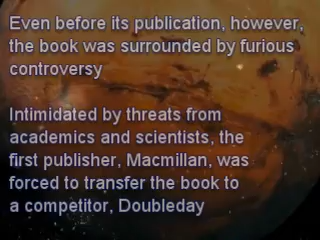 Even before its publication, however,
the book was surrounded by furious
controversy
Intimidated by threats from
academics and scientists, the
first publisher, Macmillan, was
forced to transfer the book to
a competitor, Doubleday